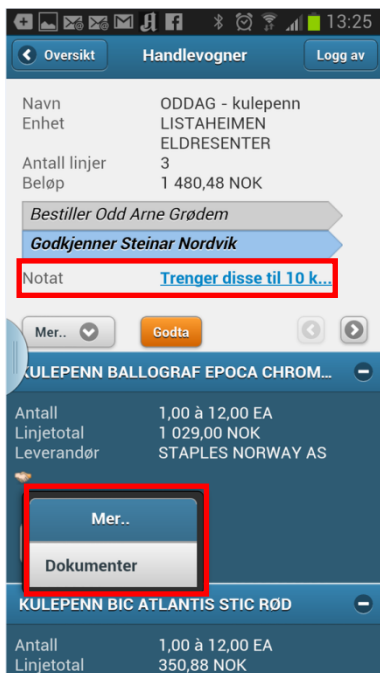 13:25
Oversikt Handlevogner Logg av
Navn ODDAG - kulepenn
Enhet LISTAHEIMEN
ELDRESENTER
Antall linjer 3
Beløp 1 480,48 NOK
Bestiller Odd Arne Grødem
Godkjenner Steinar Nordvik
Notat Trenger disse til 10 k...
Mer.. Godta
KULEPENN BALLOGRAF EPOCA CHROM...
Antall 1,00 à 12,00 EA
Linjetotal 1 029,00 NOK
Leverandør STAPLES NORWAY AS
Mer..
Dokumenter
KULEPENN BIC ATLANTIS STIC RØD
Antall 1,00 à 12,00 EA
Linjetotal 350,88 NOK